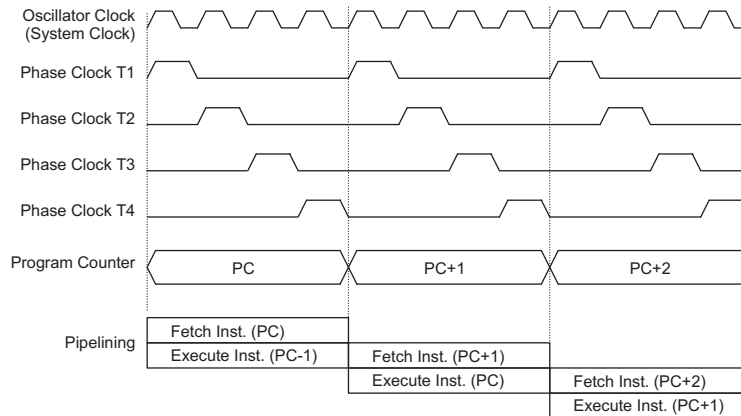 Oscillator Clock
(System Clock)
Phase Clock T1
Phase Clock T2
Phase Clock T3
Phase Clock T4
Program Counter
PC
PC+1
PC+2
Pipelining
Fetch Inst. (PC)
Execute Inst. (PC-1)
Fetch Inst. (PC+1)
Execute Inst. (PC)
Fetch Inst. (PC+2)
Execute Inst. (PC+1)